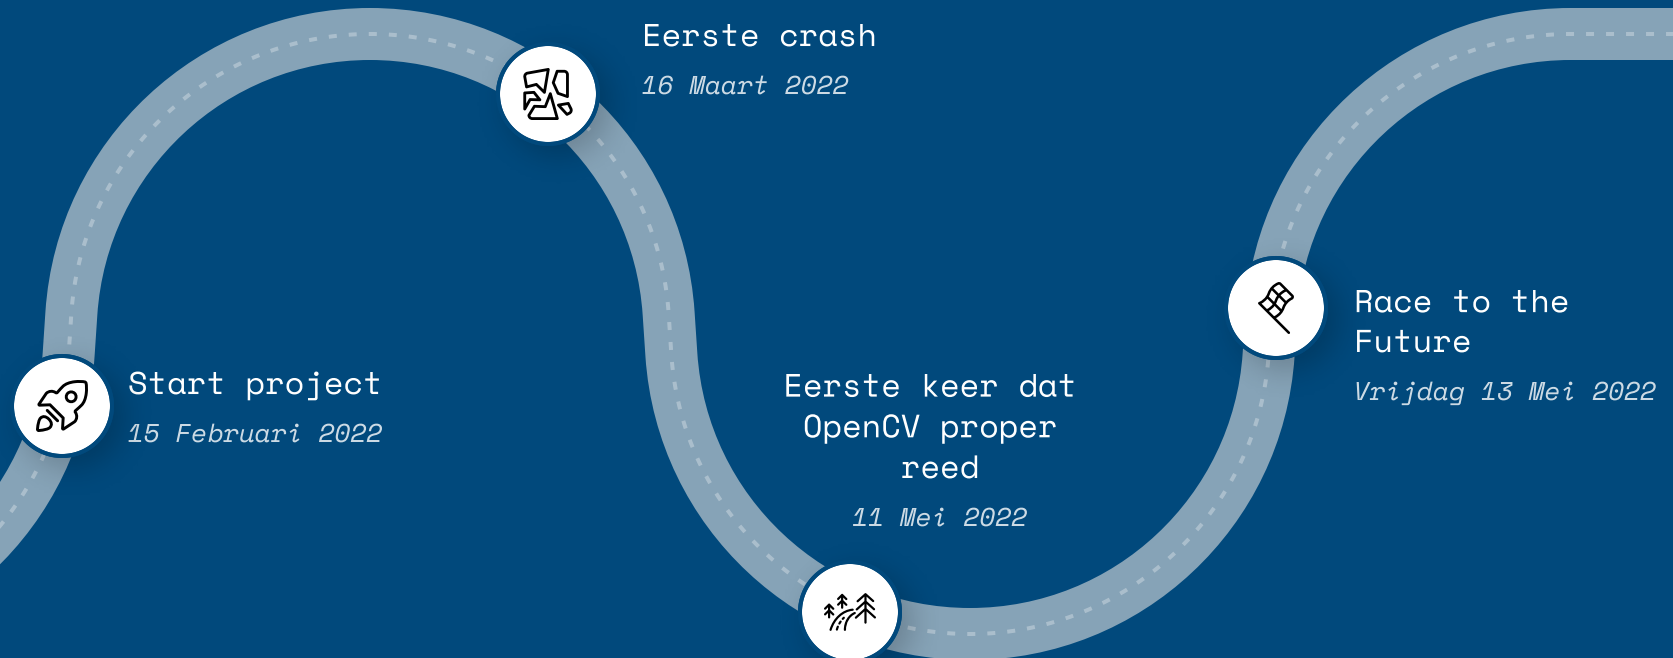 Start project
15 Februari 2022
Eerste crash
16 Maart 2022
Eerste keer dat
OpenCV proper
reed
11 Mei 2022
Race to the
Future
Vrijdag 13 Mei 2022